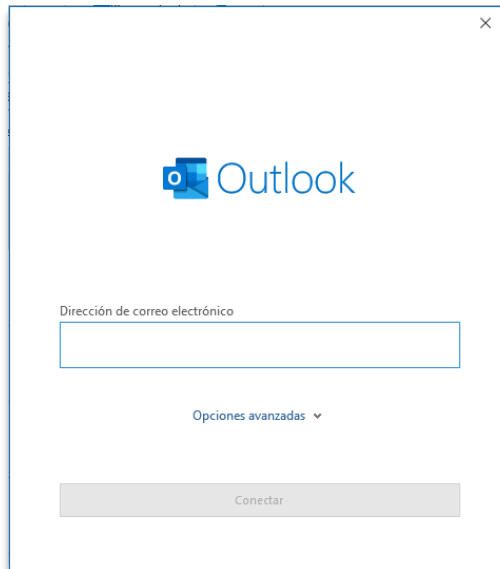 Outlook
Dirección de correo electrónico
Opciones avanzadas
Conectar